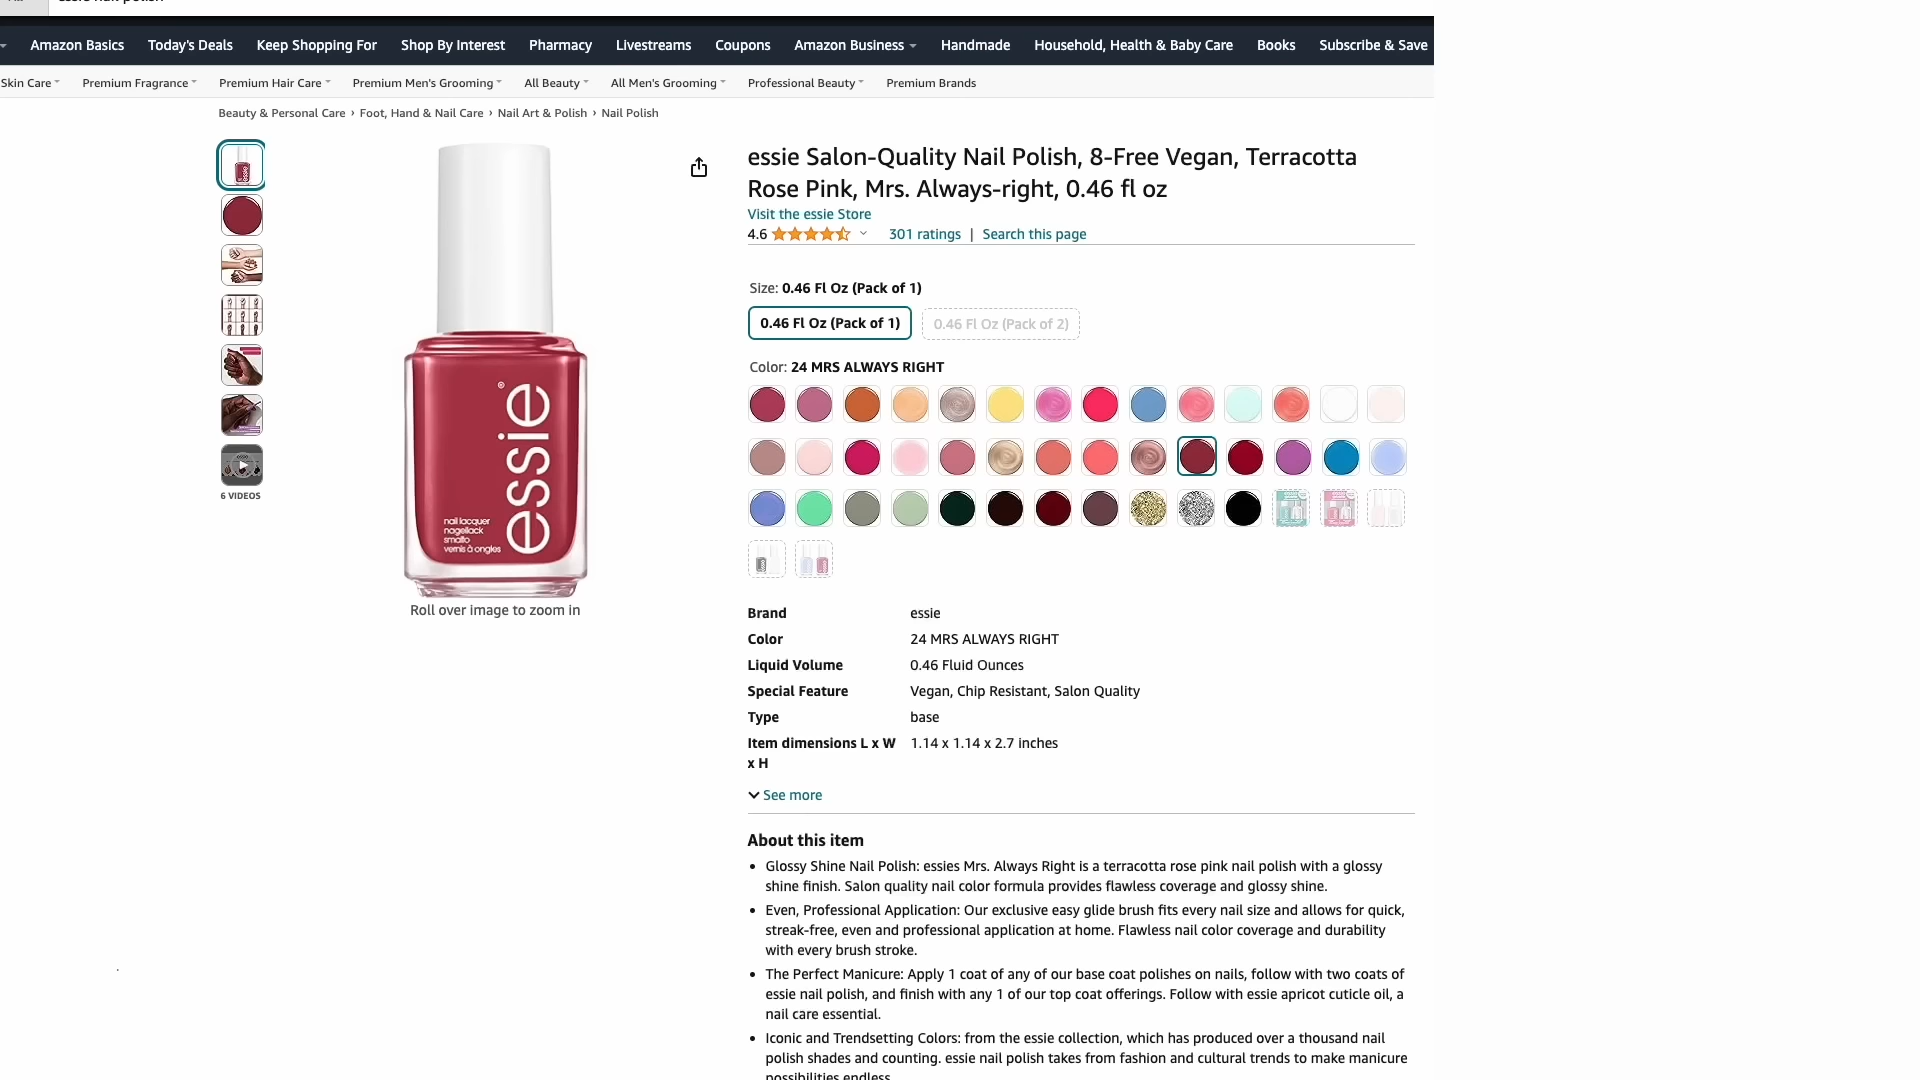 Amazon Basics Today's Deals Keep Shopping For Shop By Interest Pharmacy Livestreams Coupons Amazon Business Handmade Household, Health & Baby Care Books Subscribe & Save
Skin Care Premium Fragrance Premium Hair Care Premium Men's Grooming All Beauty All Men's Grooming Professional Beauty Premium Brands
Beauty & Personal Care › Foot, Hand & Nail Care › Nail Art & Polish › Nail Polish
6 VIDEOS
essie®
nail lacquer
nagellack
smalto
vernis à ongles
Roll over image to zoom in
essie Salon-Quality Nail Polish, 8-Free Vegan, Terracotta
Rose Pink, Mrs. Always-right, 0.46 fl oz
Visit the essie Store
4.6 301 ratings | Search this page
Size: 0.46 Fl Oz (Pack of 1)
0.46 Fl Oz (Pack of 1) 0.46 Fl Oz (Pack of 2)
Color: 24 MRS ALWAYS RIGHT
Brand essie
Color 24 MRS ALWAYS RIGHT
Liquid Volume 0.46 Fluid Ounces
Special Feature Vegan, Chip Resistant, Salon Quality
Type base
Item dimensions L x W 1.14 x 1.14 x 2.7 inches
x H
See more
About this item
• Glossy Shine Nail Polish: essies Mrs. Always Right is a terracotta rose pink nail polish with a glossy
shine finish. Salon quality nail color formula provides flawless coverage and glossy shine.
• Even, Professional Application: Our exclusive easy glide brush fits every nail size and allows for quick,
streak-free, even and professional application at home. Flawless nail color coverage and durability
with every brush stroke.
• The Perfect Manicure: Apply 1 coat of any of our base coat polishes on nails, follow with two coats of
essie nail polish, and finish with any 1 of our top coat offerings. Follow with essie apricot cuticle oil, a
nail care essential.
• Iconic and Trendsetting Colors: from the essie collection, which has produced over a thousand nail
polish shades and counting. essie nail polish takes from fashion and cultural trends to make manicure
possibilities endless